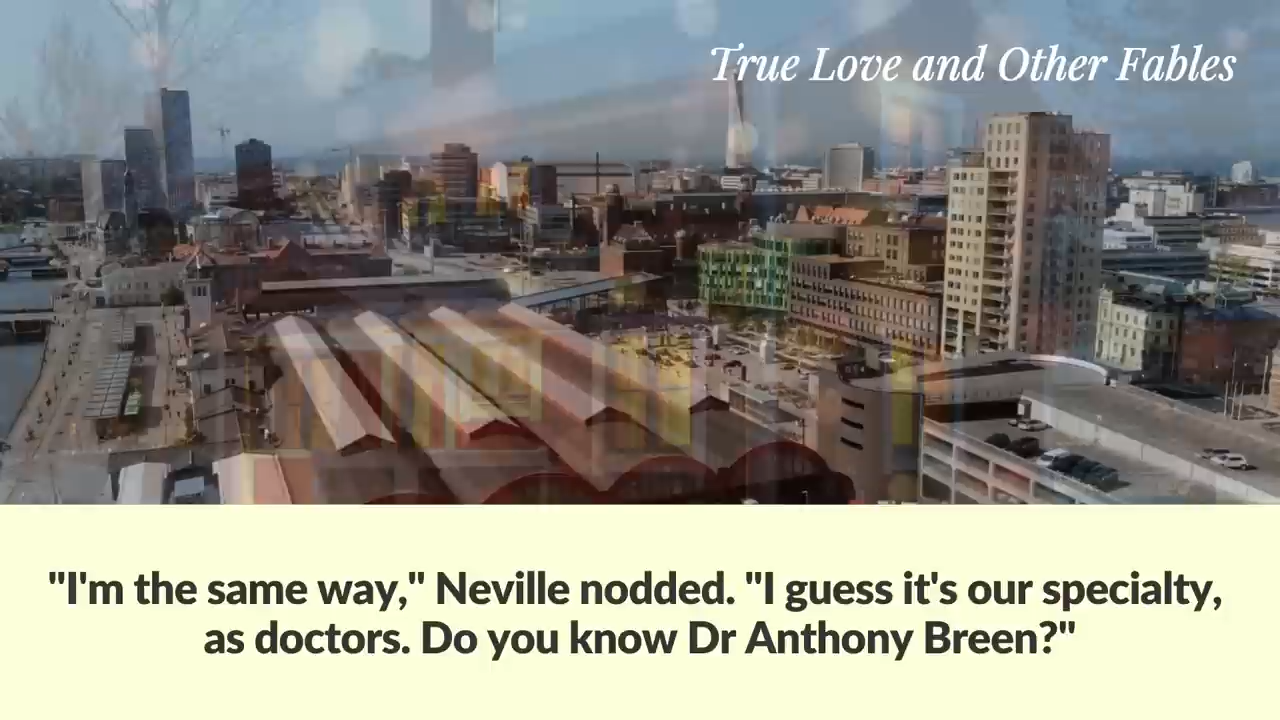 True Love and Other Fables
"I'm the same way," Neville nodded. "I guess it's our specialty,
as doctors. Do you know Dr Anthony Breen?"